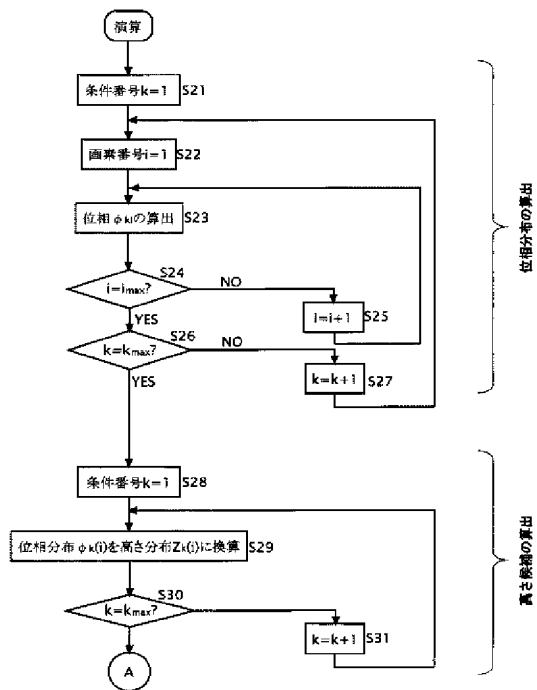 演算
条件番号k=1 S21
画素番号i=1 S22
位相φkiの算出 S23
S24
i=imax?
NO
i=i+1 S25
YES
S26
k=kmax?
NO
k=k+1 S27
YES
位相分布の算出
条件番号k=1 S28
位相分布φk(i)を高さ分布Zk(i)に換算 S29
S30
k=kmax?
k=k+1 S31
A
高さ候補の算出